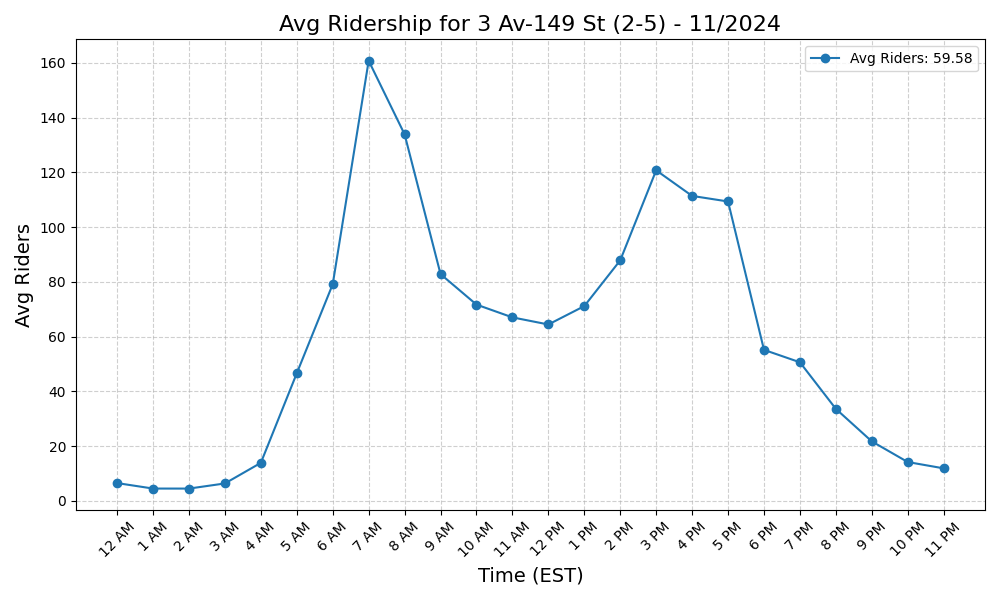 Avg Ridership for 3 Av-149 St (2-5) - 11/2024
Avg Riders: 59.58
Avg Riders
160
140
120
100
80
60
40
20
0
12 AM
1 AM
2 AM
3 AM
4 AM
5 AM
6 AM
7 AM
8 AM
9 AM
10 AM
11 AM
12 PM
1 PM
2 PM
3 PM
4 PM
5 PM
6 PM
7 PM
8 PM
9 PM
10 PM
11 PM
Time (EST)